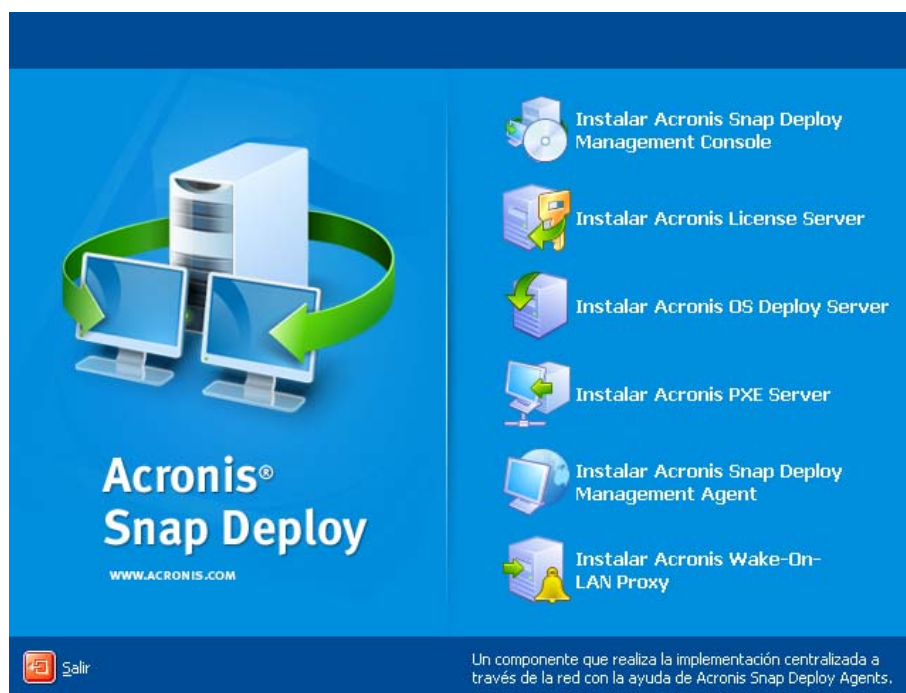 Instalar Acronis Snap Deploy
Management Console
Instalar Acronis License Server
Instalar Acronis OS Deploy Server
Instalar Acronis PXE Server
Instalar Acronis Snap Deploy
Management Agent
Instalar Acronis Wake-On-
LAN Proxy
Acronis®
Snap Deploy
WWW.ACRONIS.COM
Salir
Un componente que realiza la implementación centralizada a
través de la red con la ayuda de Acronis Snap Deploy Agents.